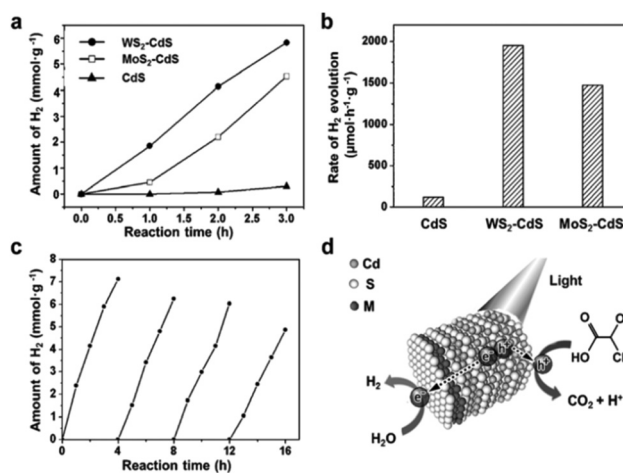 a
Amount of H₂ (mmol·g⁻¹)
6
5
4
3
2
1
0
WS₂-CdS
MoS₂-CdS
CdS
0.0 0.5 1.0 1.5 2.0 2.5 3.0
Reaction time (h)
b
Rate of H₂ evolution
(μmol·h⁻¹·g⁻¹)
2000
1500
1000
500
0
CdS WS₂-CdS MoS₂-CdS
c
Amount of H₂ (mmol·g⁻¹)
8
7
6
5
4
3
2
1
0
0 4 8 12 16
Reaction time (h)
d
Cd
S
M
Light
e⁻ h⁺
h⁺
e⁻
O
O
HO
H₂
CO₂ + H⁺
H₂O